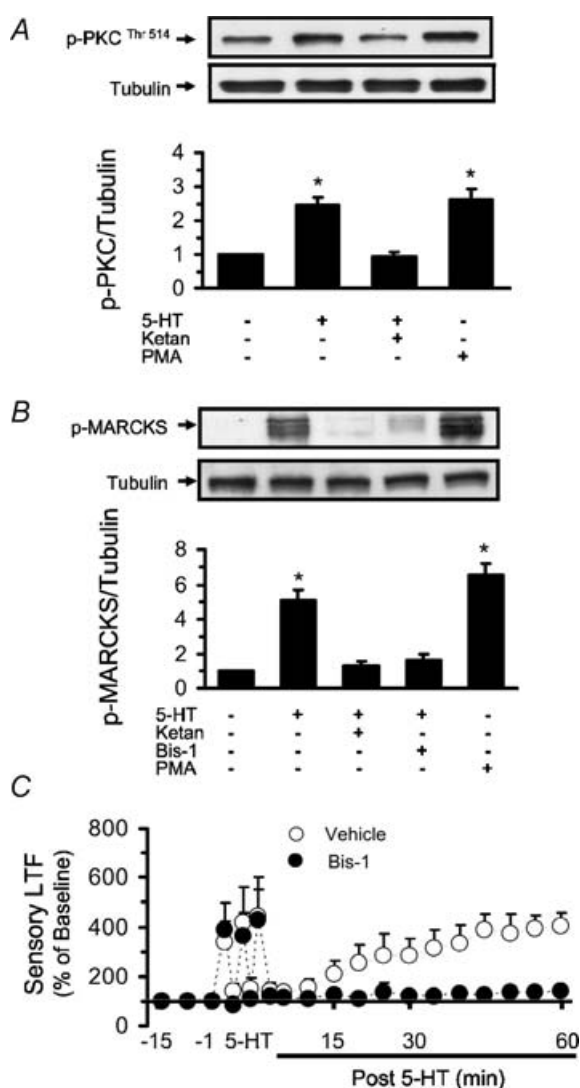 A
p-PKC Thr 514
Tubulin
p-PKC/Tubulin
4
3
2
1
0
*
*
5-HT - + + -
Ketan - - + -
PMA - - - +
B
p-MARCKS
Tubulin
p-MARCKS/Tubulin
8
6
4
2
0
*
*
5-HT - + + + -
Ketan - - + - -
Bis-1 - - - + -
PMA - - - - +
C
Sensory LTF
(% of Baseline)
800
600
400
200
0
Vehicle
Bis-1
-15 -1 5-HT 15 30 60
Post 5-HT (min)